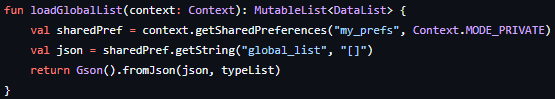 fun loadGlobalList(context: Context): MutableList<DataList> {
    val sharedPref = context.getSharedPreferences("my_prefs", Context.MODE_PRIVATE)
    val json = sharedPref.getString("global_list", "[]")
    return Gson().fromJson(json, typeList)
}